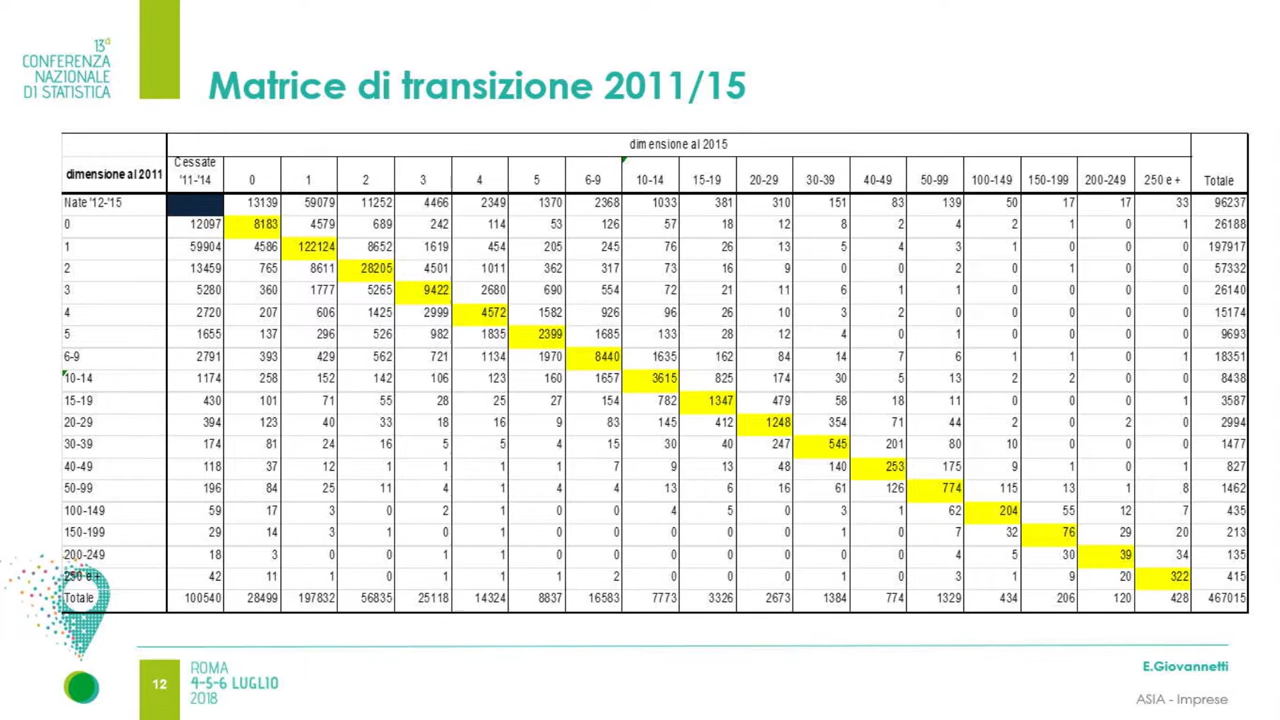 13ª
CONFERENZA
NAZIONALE
DI STATISTICA
Matrice di transizione 2011/15
dimensione al 2015
dimensione al 2011 Cessate '11-'14 0 1 2 3 4 5 6-9 10-14 15-19 20-29 30-39 40-49 50-99 100-149 150-199 200-249 250 e + Totale
Nate '12-'15 13139 59079 11252 4466 2349 1370 2368 1033 381 310 151 83 139 50 17 17 33 96237
0 12097 8183 4579 689 242 114 53 126 57 18 12 8 2 4 2 1 0 1 26188
1 59904 4586 122124 8652 1619 454 205 245 76 26 13 5 4 3 1 0 0 0 197917
2 13459 765 8611 28205 4501 1011 362 317 73 16 9 0 0 2 0 1 0 0 57332
3 5280 360 1777 5265 9422 2680 690 554 72 21 11 6 1 1 0 0 0 0 26140
4 2720 207 606 1425 2999 4572 1582 926 96 26 10 3 2 0 0 0 0 0 15174
5 1655 137 296 526 982 1835 2399 1685 133 28 12 4 0 1 0 0 0 0 9693
6-9 2791 393 429 562 721 1134 1970 8440 1635 162 84 14 7 6 1 1 0 1 18351
10-14 1174 258 152 142 106 123 160 1657 3615 825 174 30 5 13 2 2 0 0 8438
15-19 430 101 71 55 28 25 27 154 782 1347 479 58 18 11 0 0 0 1 3587
20-29 394 123 40 33 18 16 9 83 145 412 1248 354 71 44 2 0 2 0 2994
30-39 174 81 24 16 5 5 4 15 30 40 247 545 201 80 10 0 0 0 1477
40-49 118 37 12 1 1 1 1 7 9 13 48 140 253 175 9 1 0 1 827
50-99 196 84 25 11 4 1 4 4 13 6 16 61 126 774 115 13 1 8 1462
100-149 59 17 3 0 2 1 0 0 4 5 0 3 1 62 204 55 12 7 435
150-199 29 14 3 1 0 1 0 0 0 0 0 1 0 7 32 76 29 20 213
200-249 18 3 0 0 1 1 0 0 0 0 0 0 0 4 5 30 39 34 135
250 e + 42 11 1 0 1 1 1 2 0 0 0 1 0 3 1 9 20 322 415
Totale 100540 28499 197832 56835 25118 14324 8837 16583 7773 3326 2673 1384 774 1329 434 206 120 428 467015
12
ROMA
4-5-6 LUGLIO
2018
E.Giovannetti
ASIA - Imprese